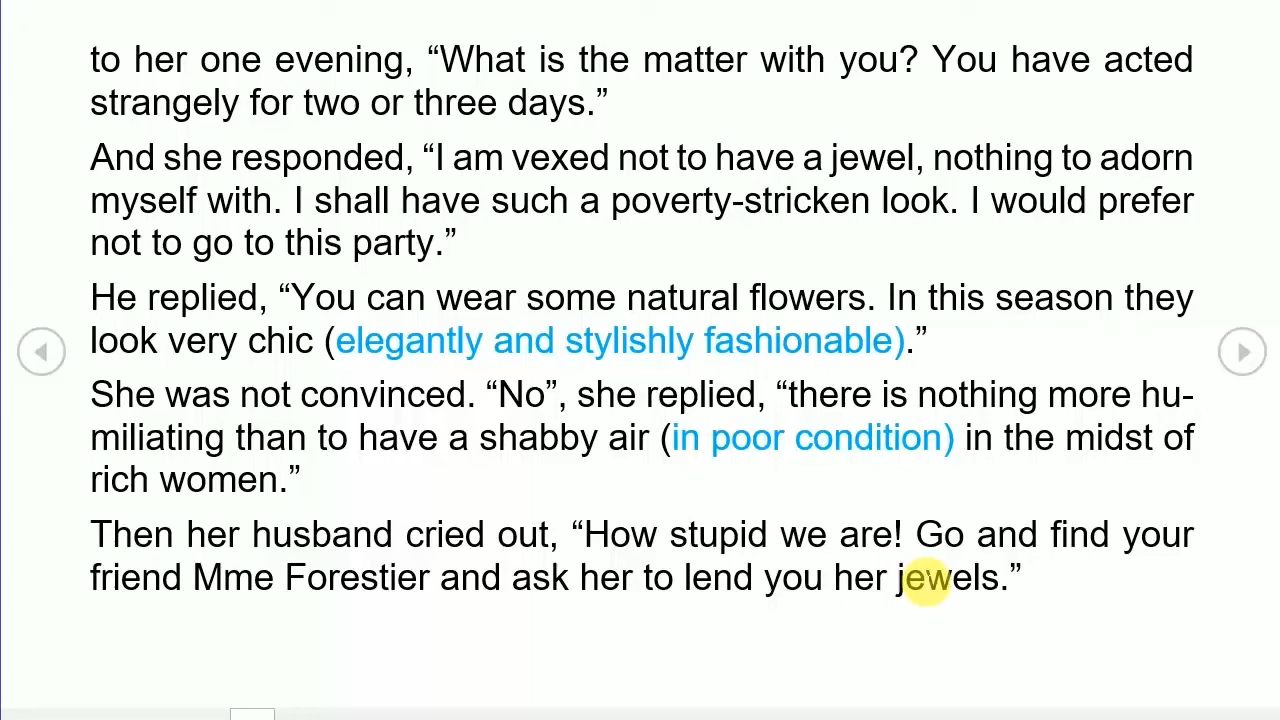 to her one evening, “What is the matter with you? You have acted
strangely for two or three days.”
And she responded, “I am vexed not to have a jewel, nothing to adorn
myself with. I shall have such a poverty-stricken look. I would prefer
not to go to this party.”
He replied, “You can wear some natural flowers. In this season they
look very chic (elegantly and stylishly fashionable).”
She was not convinced. “No”, she replied, “there is nothing more hu-
miliating than to have a shabby air (in poor condition) in the midst of
rich women.”
Then her husband cried out, “How stupid we are! Go and find your
friend Mme Forestier and ask her to lend you her jewels.”